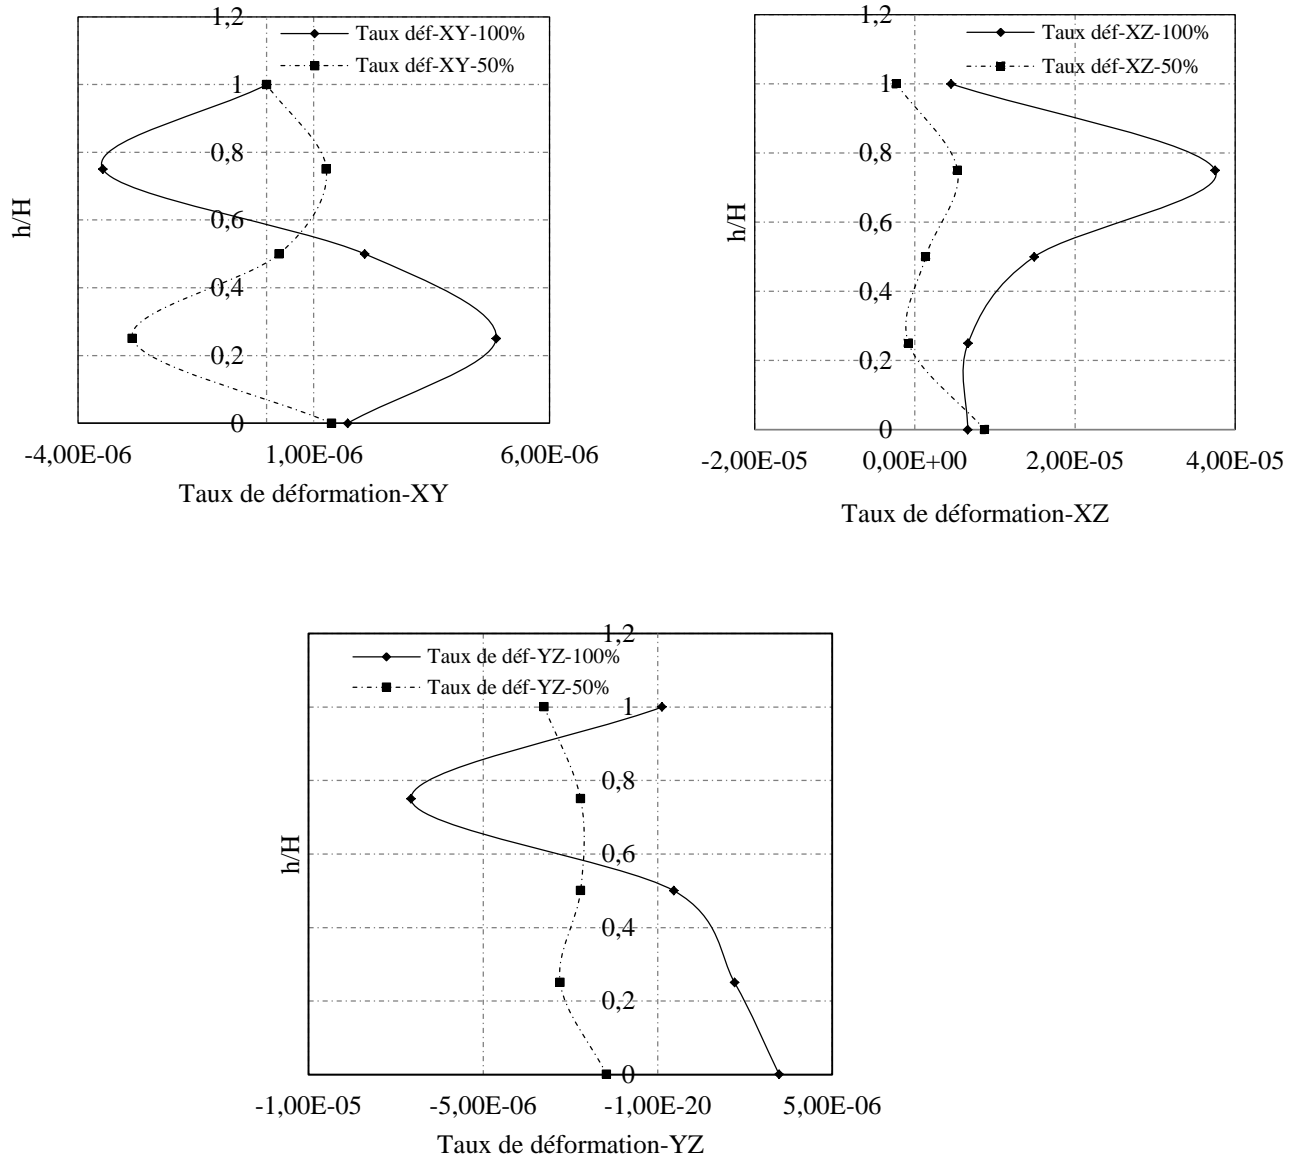 1,2
Taux déf-XY-100%
Taux déf-XY-50%
1
0,8
0,6
0,4
0,2
0
h/H
-4,00E-06 1,00E-06 6,00E-06
Taux de déformation-XY
1,2
Taux déf-XZ-100%
Taux déf-XZ-50%
1
0,8
0,6
0,4
0,2
0
h/H
-2,00E-05 0,00E+00 2,00E-05 4,00E-05
Taux de déformation-XZ
1,2
Taux de déf-YZ-100%
Taux de déf-YZ-50%
1
0,8
0,6
0,4
0,2
0
h/H
-1,00E-05 -5,00E-06 -1,00E-20 5,00E-06
Taux de déformation-YZ